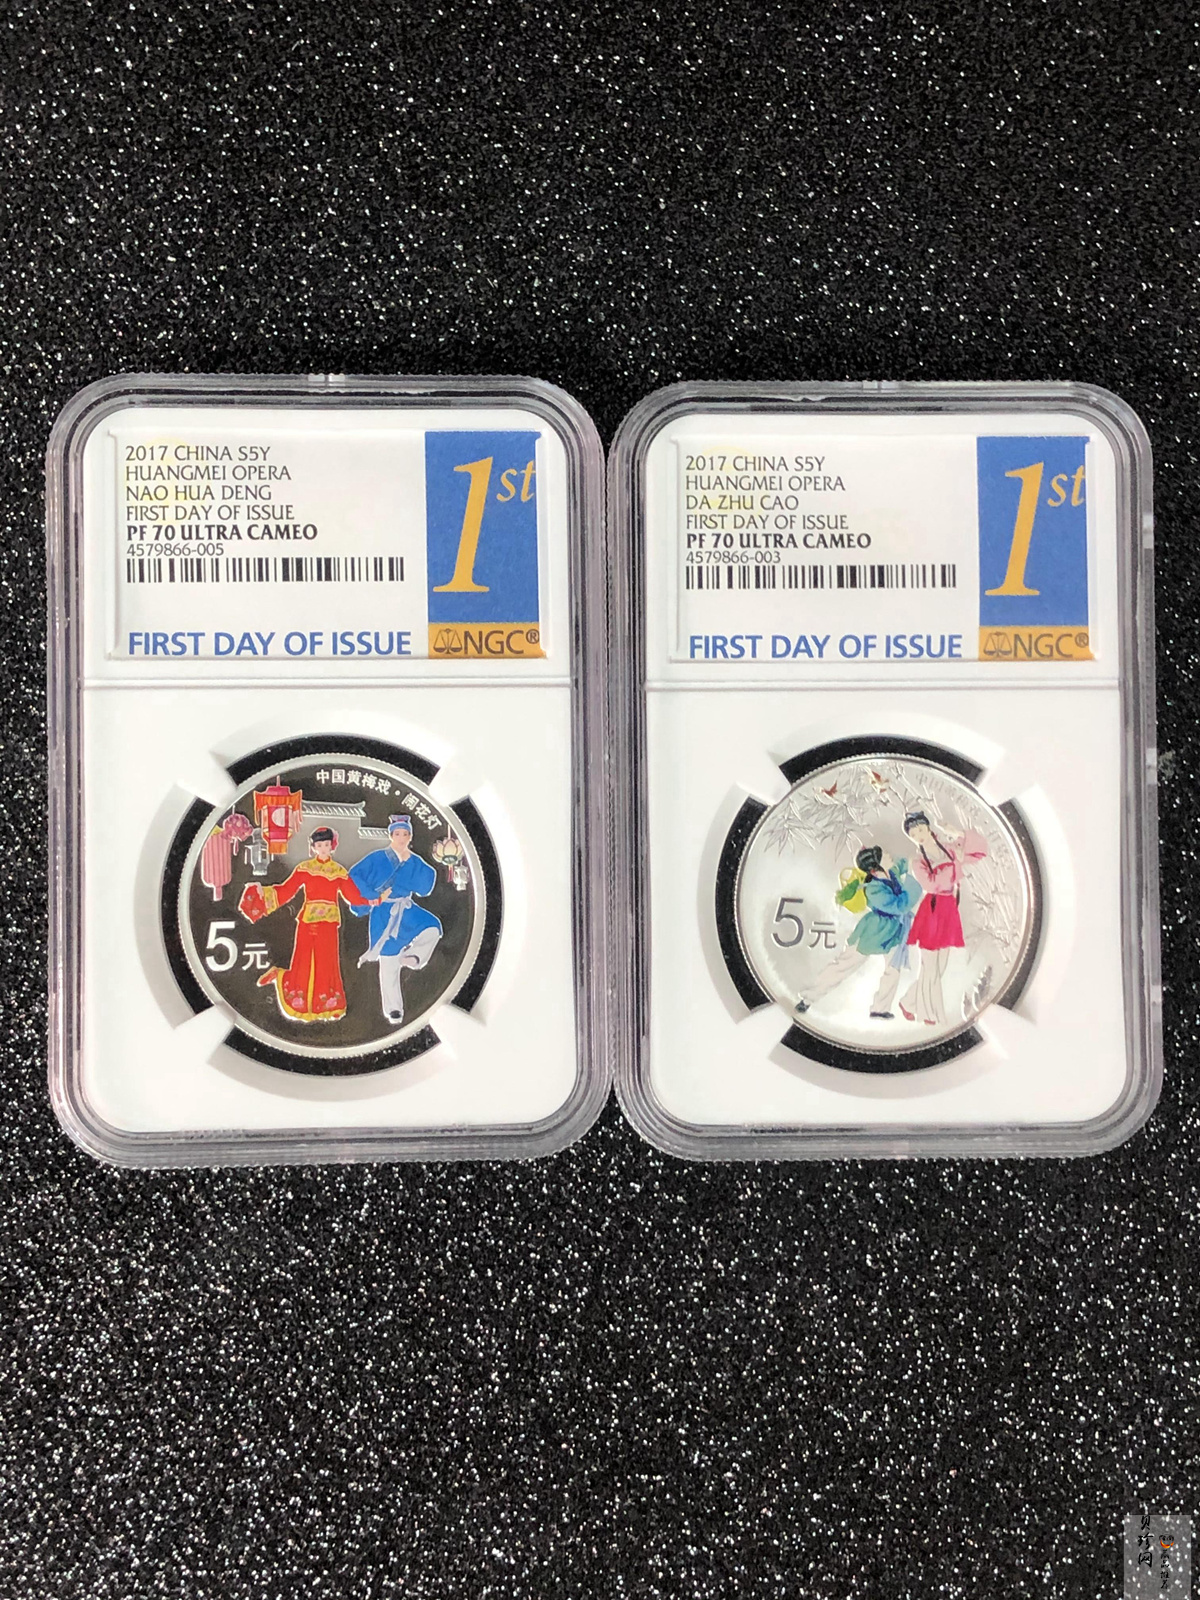 2017 CHINA S5Y
HUANGMEI OPERA
NAO HUA DENG
FIRST DAY OF ISSUE
PF 70 ULTRA CAMEO
4579866-005
FIRST DAY OF ISSUE
1st
NGC®
中国黄梅戏·闹花灯
5元
2017 CHINA S5Y
HUANGMEI OPERA
DA ZHU CAO
FIRST DAY OF ISSUE
PF 70 ULTRA CAMEO
4579866-003
FIRST DAY OF ISSUE
1st
NGC®
5元